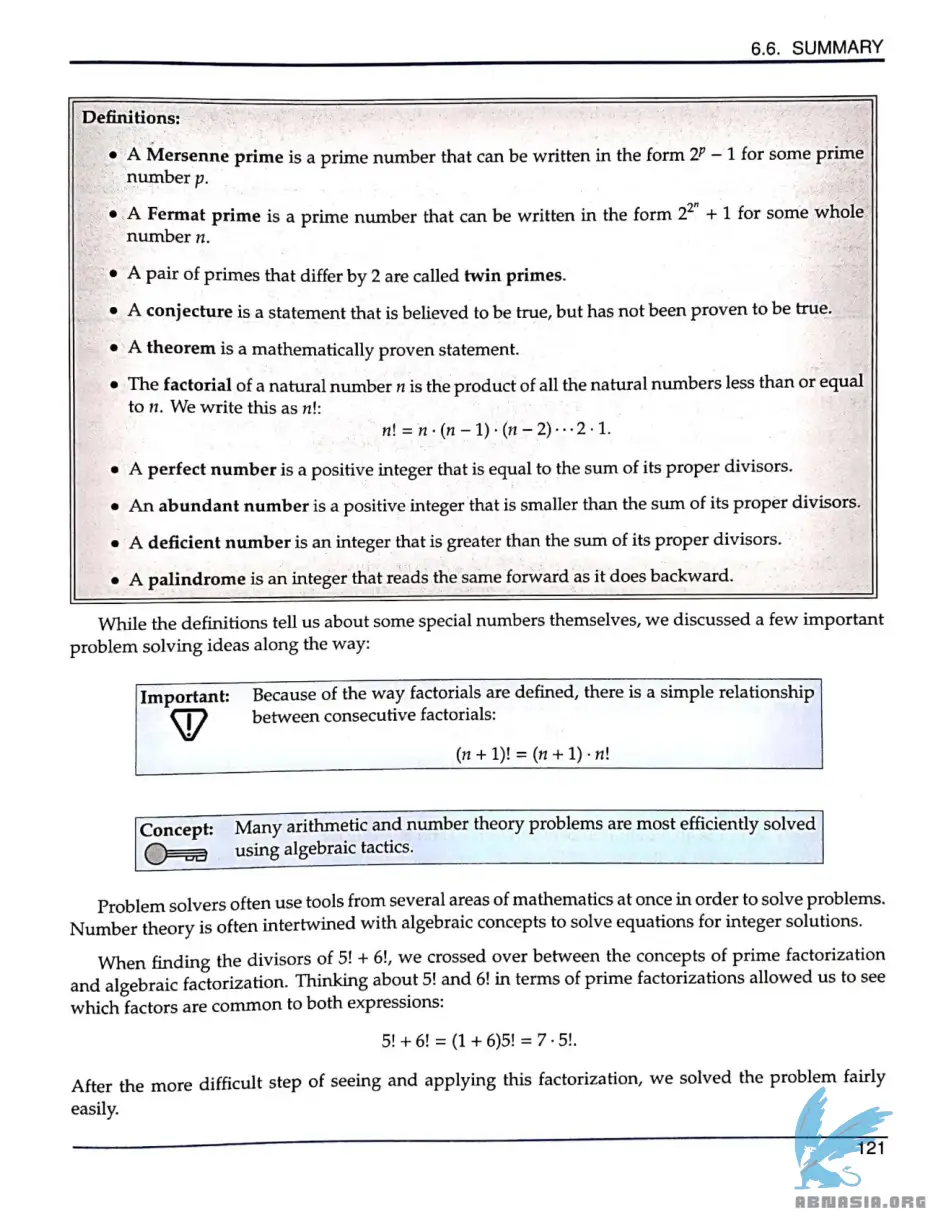 6.6. SUMMARY
Definitions:
• A Mersenne prime is a prime number that can be written in the form 2^p − 1 for some prime
number p.
• A Fermat prime is a prime number that can be written in the form 2^{2^n} + 1 for some whole
number n.
• A pair of primes that differ by 2 are called twin primes.
• A conjecture is a statement that is believed to be true, but has not been proven to be true.
• A theorem is a mathematically proven statement.
• The factorial of a natural number n is the product of all the natural numbers less than or equal
to n. We write this as n!:
n! = n · (n − 1) · (n − 2) ··· 2 · 1.
• A perfect number is a positive integer that is equal to the sum of its proper divisors.
• An abundant number is a positive integer that is smaller than the sum of its proper divisors.
• A deficient number is an integer that is greater than the sum of its proper divisors.
• A palindrome is an integer that reads the same forward as it does backward.
While the definitions tell us about some special numbers themselves, we discussed a few important
problem solving ideas along the way:
Important: Because of the way factorials are defined, there is a simple relationship
between consecutive factorials:
(n + 1)! = (n + 1) · n!
Concept: Many arithmetic and number theory problems are most efficiently solved
using algebraic tactics.
Problem solvers often use tools from several areas of mathematics at once in order to solve problems.
Number theory is often intertwined with algebraic concepts to solve equations for integer solutions.
When finding the divisors of 5! + 6!, we crossed over between the concepts of prime factorization
and algebraic factorization. Thinking about 5! and 6! in terms of prime factorizations allowed us to see
which factors are common to both expressions:
5! + 6! = (1 + 6)5! = 7 · 5!.
After the more difficult step of seeing and applying this factorization, we solved the problem fairly
easily.
121
ABNASIA.ORG